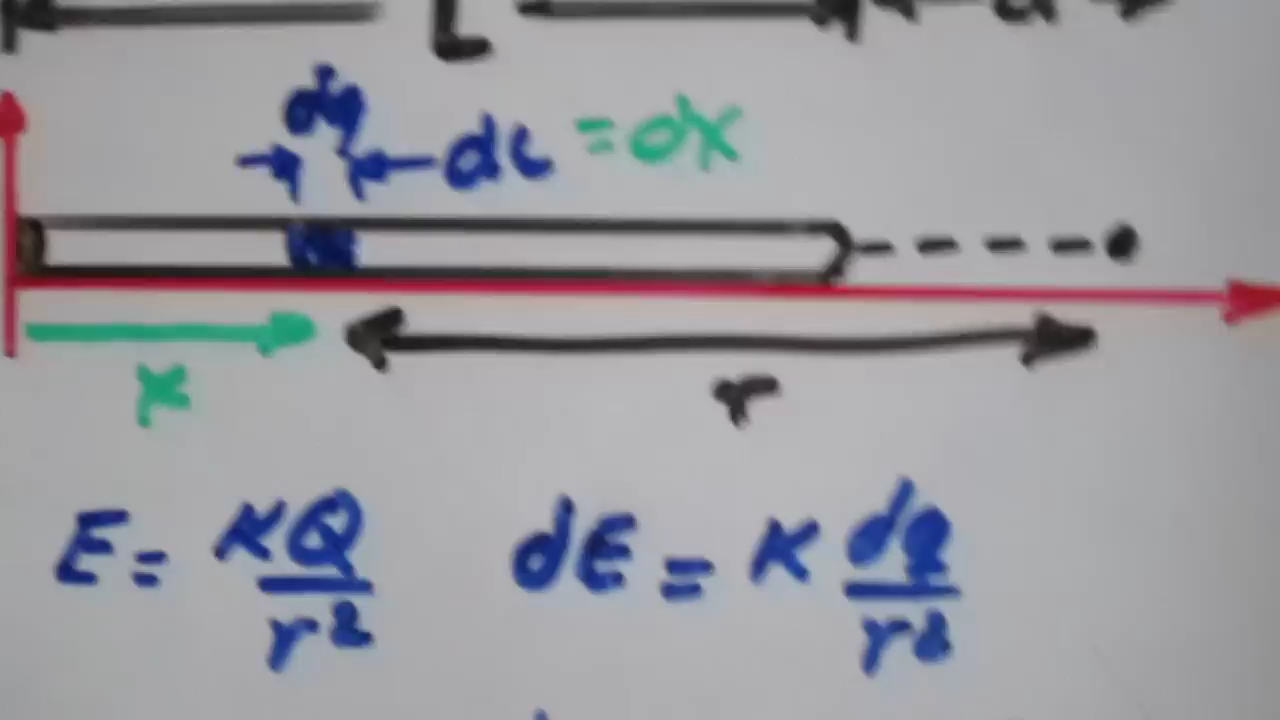 L
dq
dL = dx
x
r
E = KQ/r² dE = K dq/r²